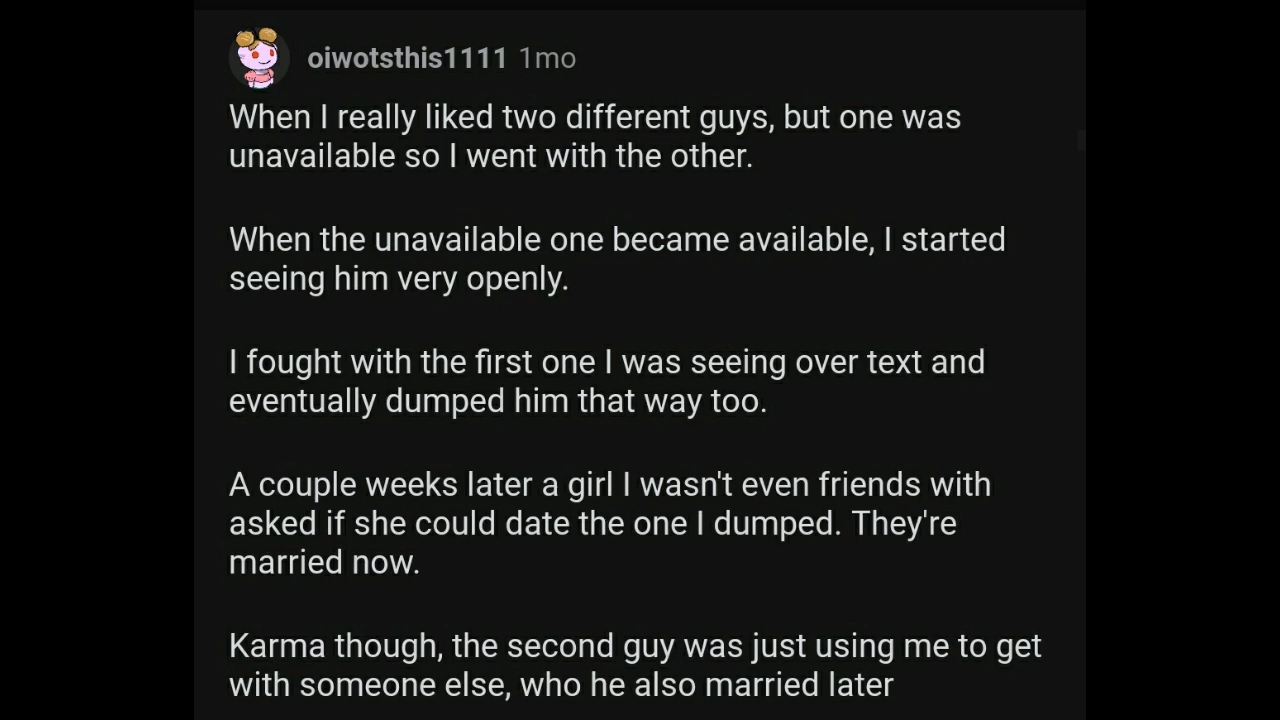 oiwotsthis1111 1mo
When I really liked two different guys, but one was
unavailable so I went with the other.
When the unavailable one became available, I started
seeing him very openly.
I fought with the first one I was seeing over text and
eventually dumped him that way too.
A couple weeks later a girl I wasn't even friends with
asked if she could date the one I dumped. They're
married now.
Karma though, the second guy was just using me to get
with someone else, who he also married later